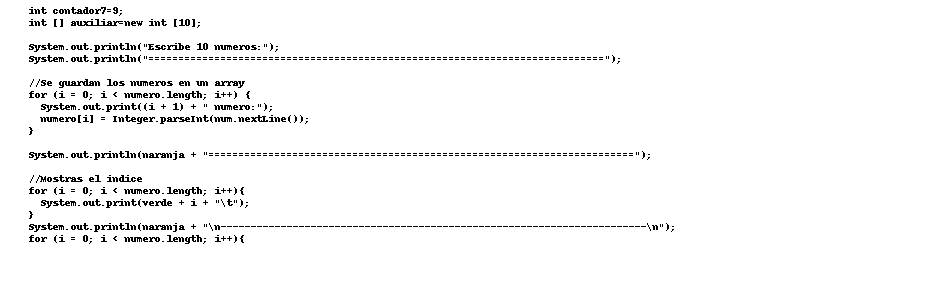 int contador7=9;
int [] auxiliar=new int [10];

System.out.println("Escribe 10 numeros:");
System.out.println("============================================================================");

//Se guardan los numeros en un array
for (i = 0; i < numero.length; i++) {
  System.out.print((i + 1) + " numero:");
  numero[i] = Integer.parseInt(num.nextLine());
}

System.out.println(naranja + "=======================================================================");

//Mostras el indice
for (i = 0; i < numero.length; i++){
  System.out.print(verde + i + "\t");
}
System.out.println(naranja + "\n-----------------------------------------------------------------------\n");
for (i = 0; i < numero.length; i++){